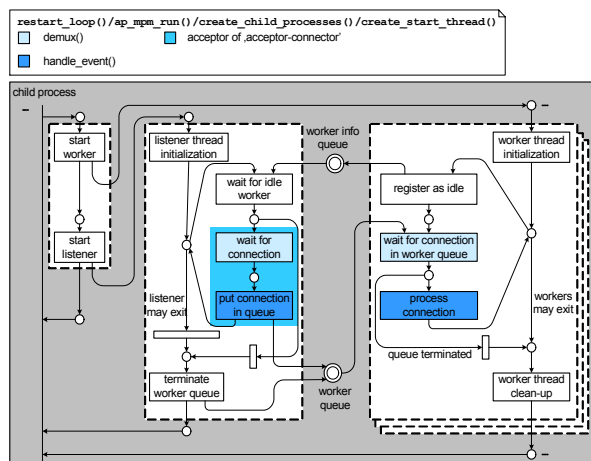 restart_loop()/ap_mpm_run()/create_child_processes()/create_start_thread()
demux()
acceptor of ‚acceptor-connector’
handle_event()
child process
start
worker
start
listener
listener thread
initialization
wait for idle
worker
wait for
connection
put connection
in queue
listener
may exit
terminate
worker queue
worker info
queue
worker
queue
worker thread
initialization
register as idle
wait for connection
in worker queue
process
connection
workers
may exit
queue terminated
worker thread
clean-up